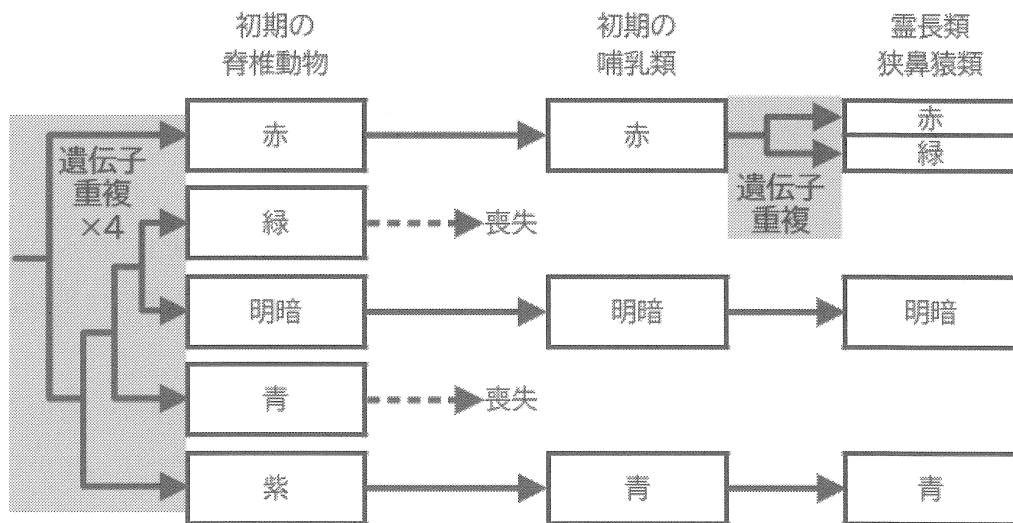 初期の
脊椎動物
初期の
哺乳類
霊長類
狭鼻猿類
遺伝子
重複
×4
赤
赤
赤
緑
遺伝子
重複
緑
喪失
明暗
明暗
明暗
青
喪失
紫
青
青